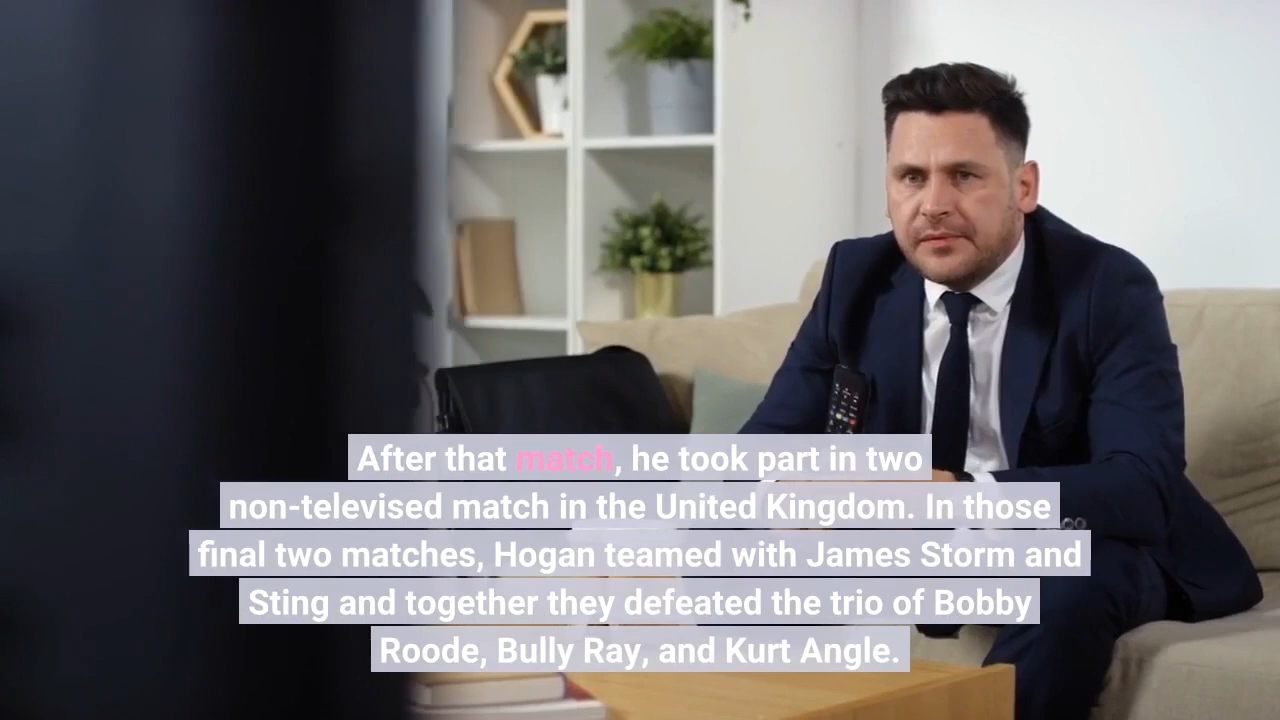 After that match, he took part in two
non-televised match in the United Kingdom. In those
final two matches, Hogan teamed with James Storm and
Sting and together they defeated the trio of Bobby
Roode, Bully Ray, and Kurt Angle.